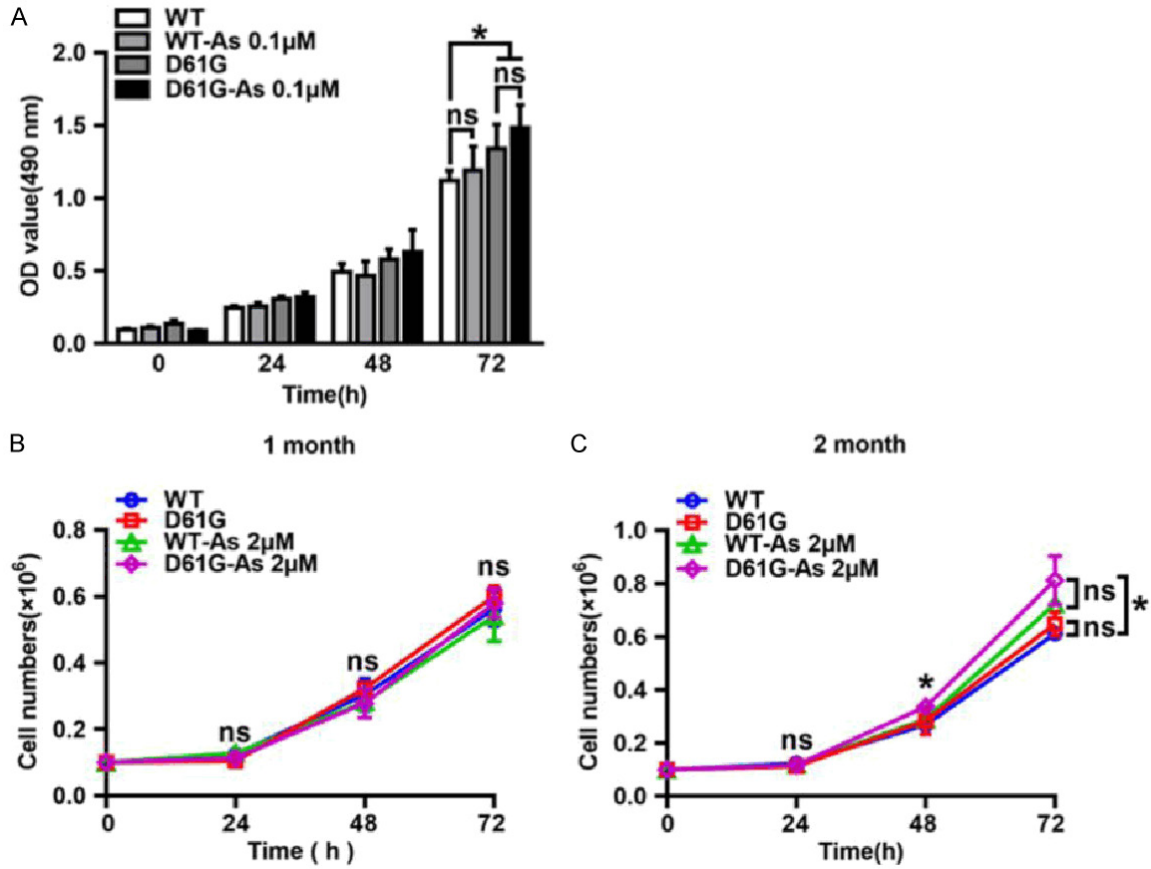 A
WT
WT-As 0.1µM
D61G
D61G-As 0.1µM
OD value(490 nm)
2.0
1.5
1.0
0.5
0.0
*
ns
ns
0 24 48 72
Time(h)
B
1 month
WT
D61G
WT-As 2µM
D61G-As 2µM
Cell numbers(×10⁶)
0.8
0.6
0.4
0.2
0.0
ns
ns
ns
0 24 48 72
Time ( h )
C
2 month
WT
D61G
WT-As 2µM
D61G-As 2µM
Cell numbers(×10⁶)
1.0
0.8
0.6
0.4
0.2
0.0
ns
*
ns
ns
*
0 24 48 72
Time(h)